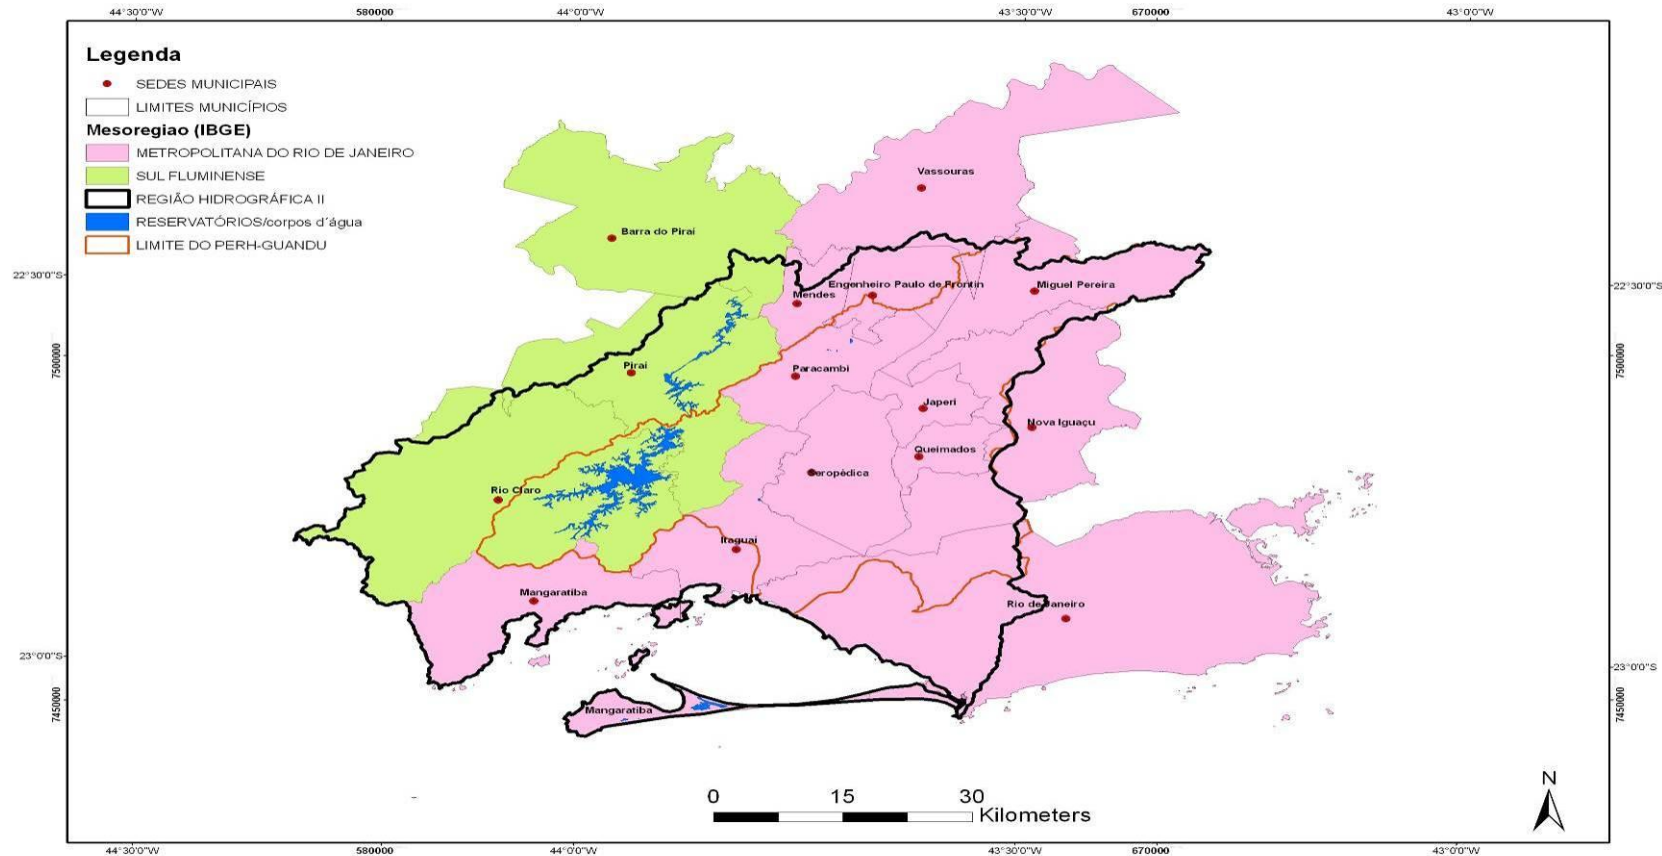 44°30'0"W 580000 44°0'0"W 43°30'0"W 670000 43°0'0"W
Legenda
SEDES MUNICIPAIS
LIMITES MUNICÍPIOS
Mesoregiao (IBGE)
METROPOLITANA DO RIO DE JANEIRO
SUL FLUMINENSE
REGIÃO HIDROGRÁFICA II
RESERVATÓRIOS/corpos d´água
LIMITE DO PERH-GUANDU
Vassouras
Barra do Piraí
22°30'0"S
22°30'0"S
Engenheiro Paulo de Frontin
Miguel Pereira
Mendes
7500000
7500000
Piraí
Paracambi
Japeri
Nova Iguaçu
Queimados
Seropédica
Rio Claro
Itaguaí
Mangaratiba
Rio de Janeiro
23°0'0"S
23°0'0"S
7450000
7450000
Mangaratiba
0 15 30
Kilometers
N
44°30'0"W 580000 44°0'0"W 43°30'0"W 670000 43°0'0"W